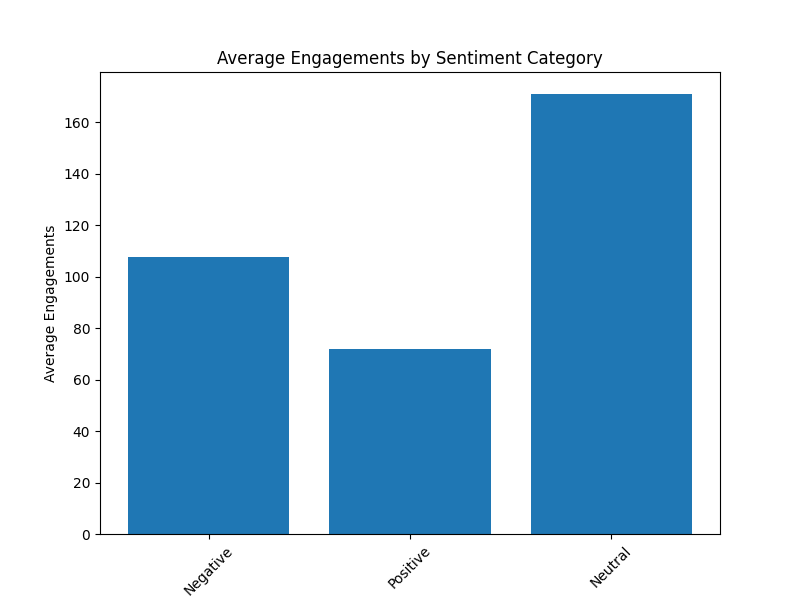 Average Engagements by Sentiment Category
Average Engagements
160
140
120
100
80
60
40
20
0
Negative
Positive
Neutral